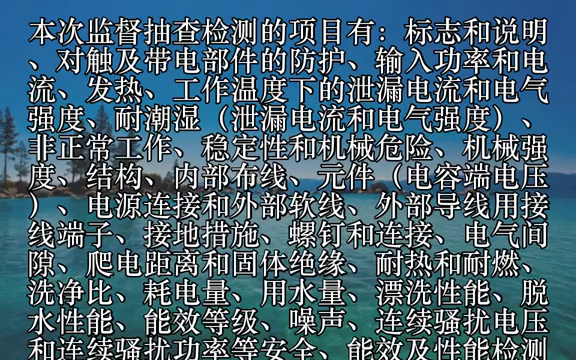 本次监督抽查检测的项目有：标志和说明
、对触及带电部件的防护、输入功率和电
流、发热、工作温度下的泄漏电流和电气
强度、耐潮湿（泄漏电流和电气强度）、
非正常工作、稳定性和机械危险、机械强
度、结构、内部布线、元件（电容端电压
）、电源连接和外部软线、外部导线用接
线端子、接地措施、螺钉和连接、电气间
隙、爬电距离和固体绝缘、耐热和耐燃、
洗净比、耗电量、用水量、漂洗性能、脱
水性能、能效等级、噪声、连续骚扰电压
和连续骚扰功率等安全、能效及性能检测